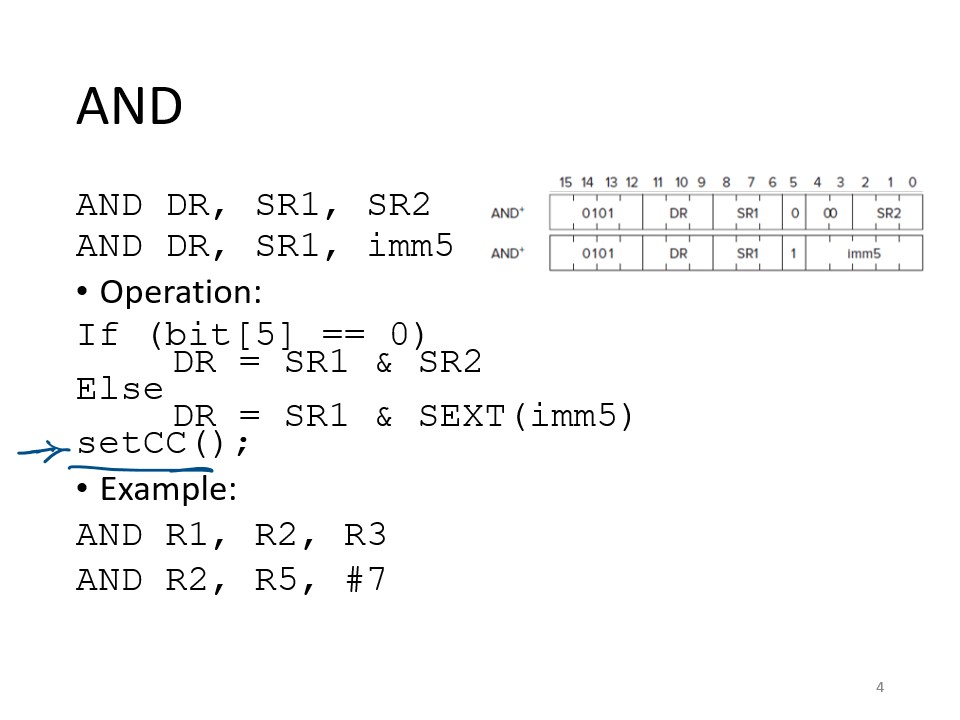 AND
AND DR, SR1, SR2
AND DR, SR1, imm5
15 14 13 12 11 10 9 8 7 6 5 4 3 2 1 0
AND+ 0101 DR SR1 0 00 SR2
AND+ 0101 DR SR1 1 imm5
• Operation:
If (bit[5] == 0)
DR = SR1 & SR2
Else
DR = SR1 & SEXT(imm5)
setCC();
• Example:
AND R1, R2, R3
AND R2, R5, #7
4